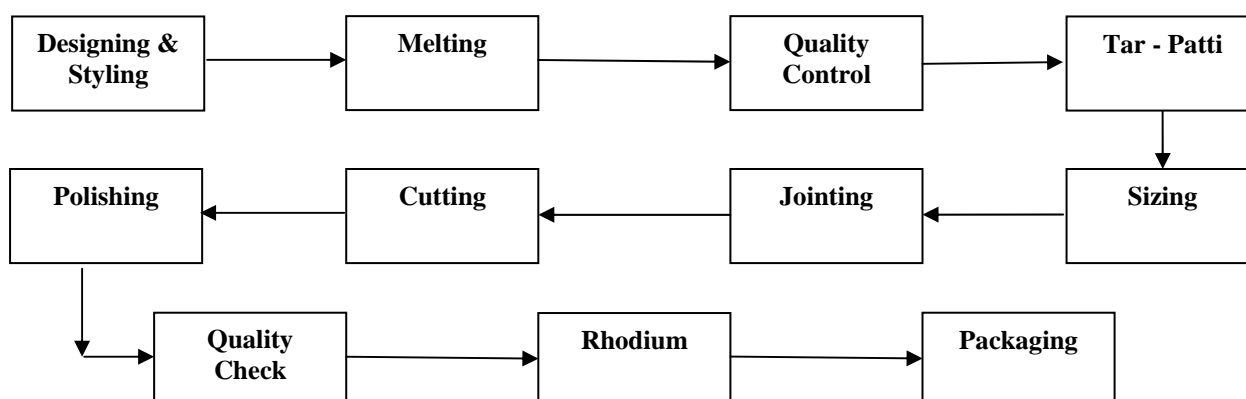 Designing &
Styling
Melting
Quality
Control
Tar - Patti
Sizing
Jointing
Cutting
Polishing
Quality
Check
Rhodium
Packaging